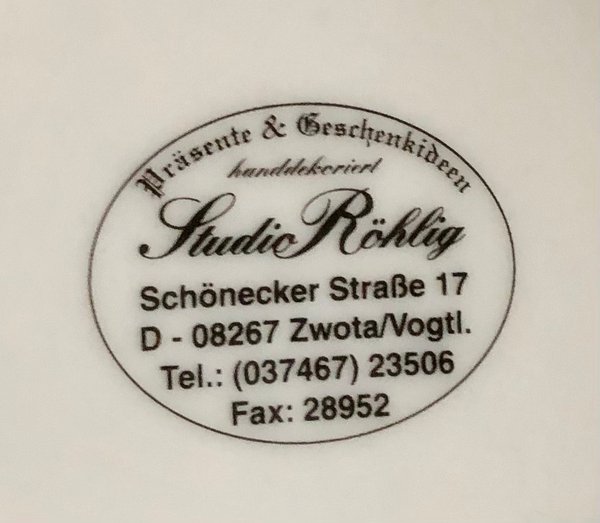 Präsente & Geschenkideen
handdekoriert
Studio Röhlig
Schönecker Straße 17
D - 08267 Zwota/Vogtl.
Tel.: (037467) 23506
Fax: 28952